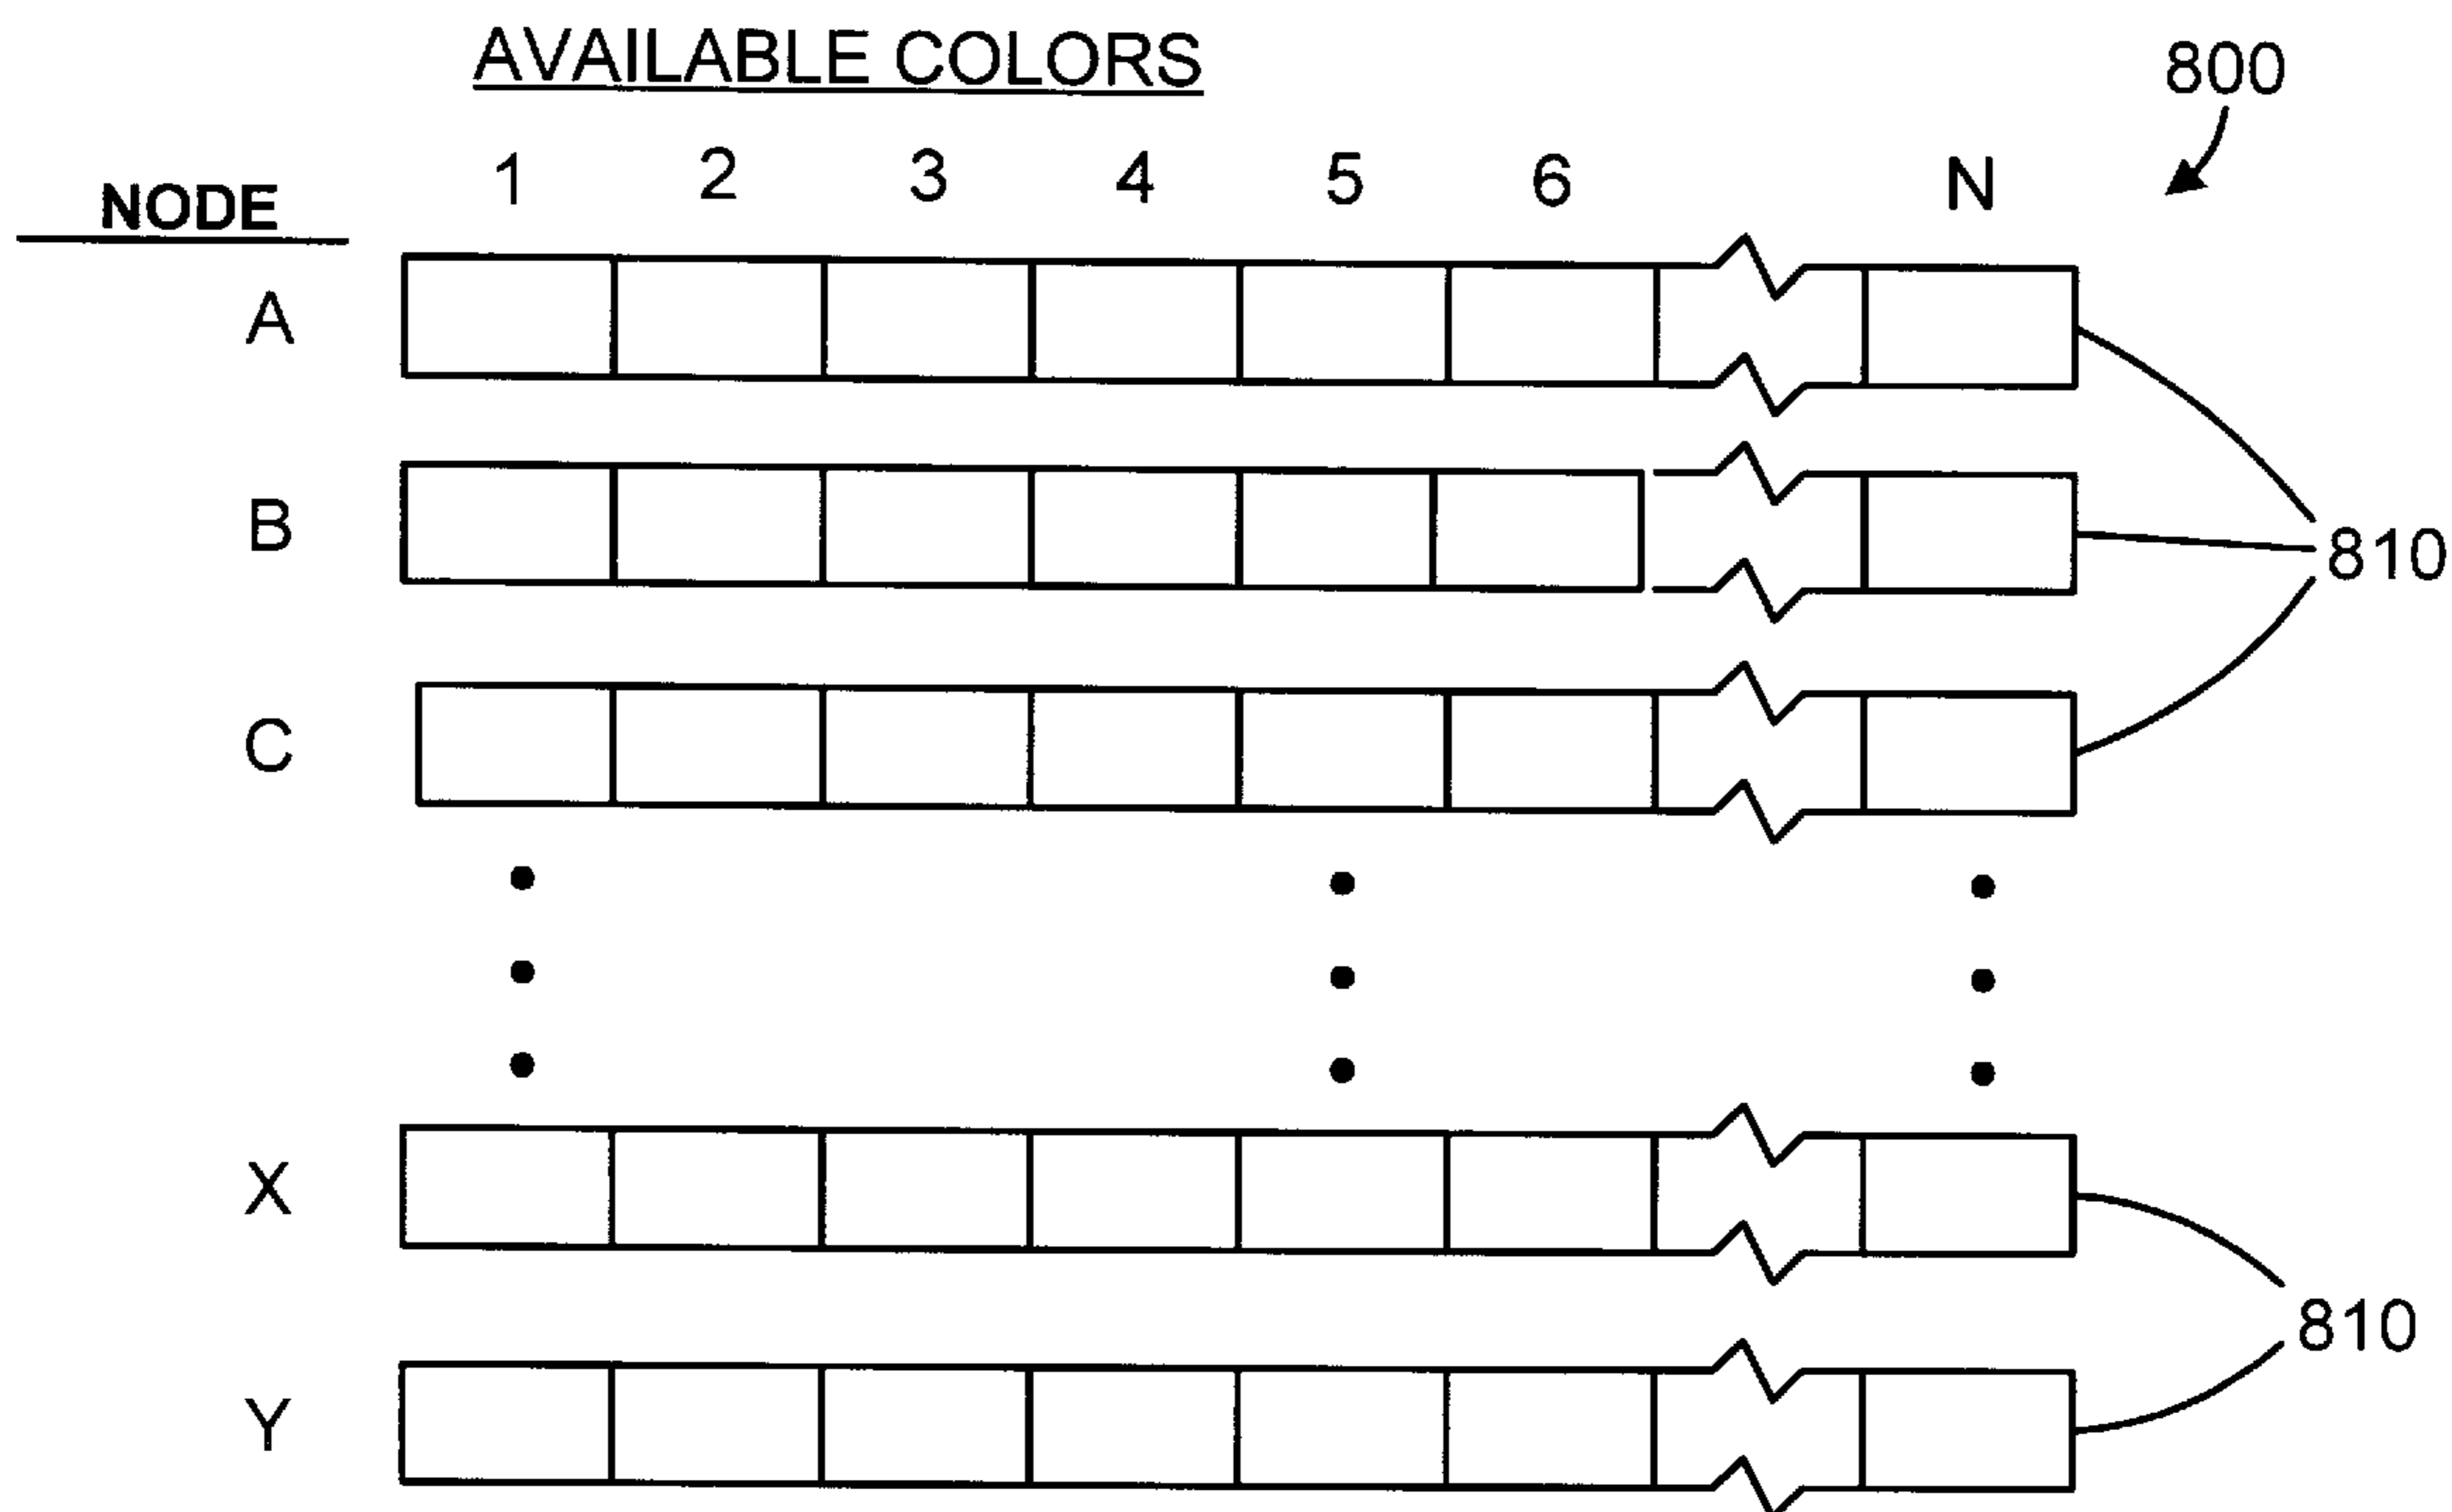 AVAILABLE COLORS
800
NODE 1 2 3 4 5 6 N
A
B
810
C
X
810
Y